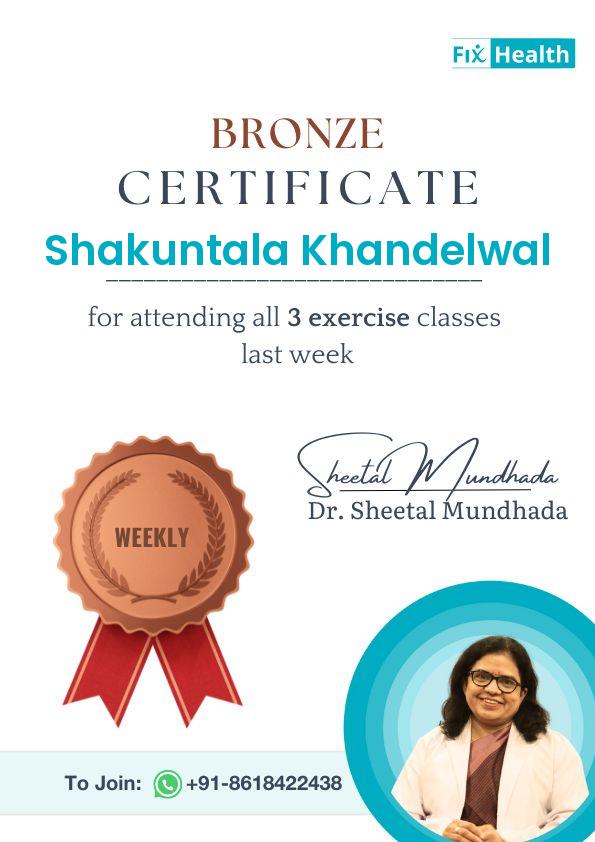 Fix Health
BRONZE
CERTIFICATE
Shakuntala Khandelwal
for attending all 3 exercise classes
last week
WEEKLY
Sheetal Mundhada
Dr. Sheetal Mundhada
To Join: +91-8618422438